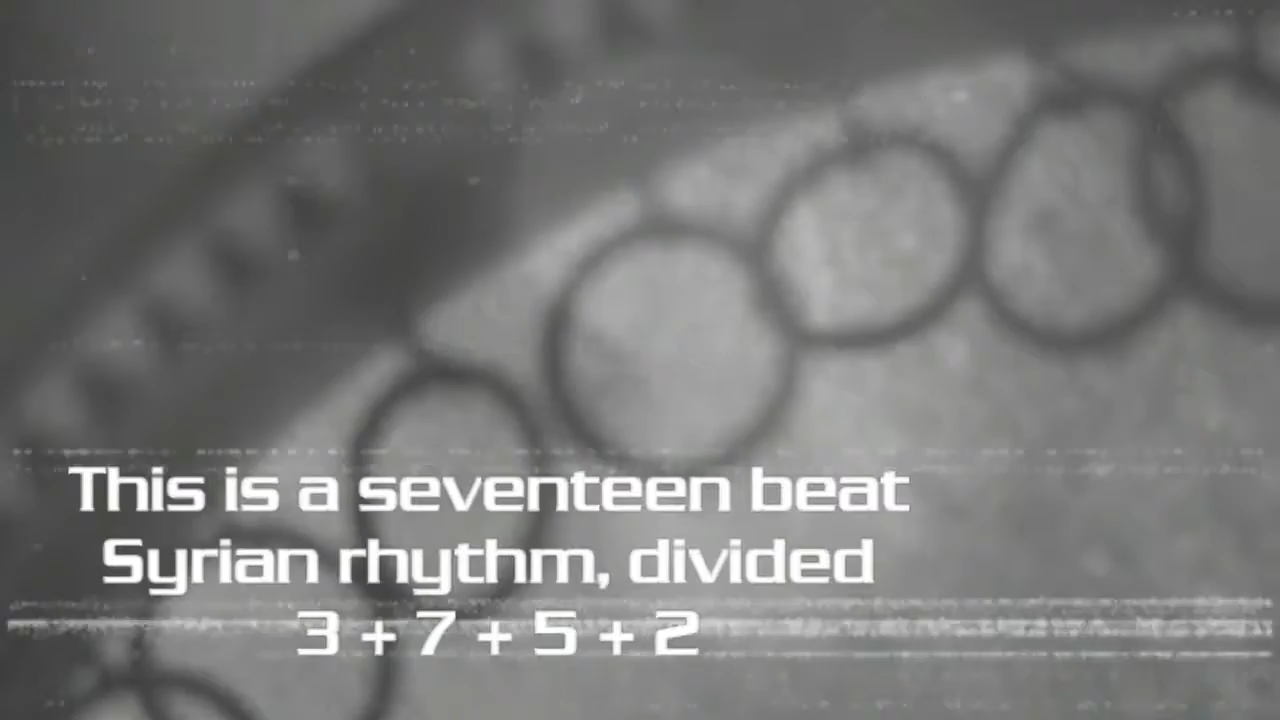 This is a seventeen beat
Syrian rhythm, divided
3 + 7 + 5 + 2